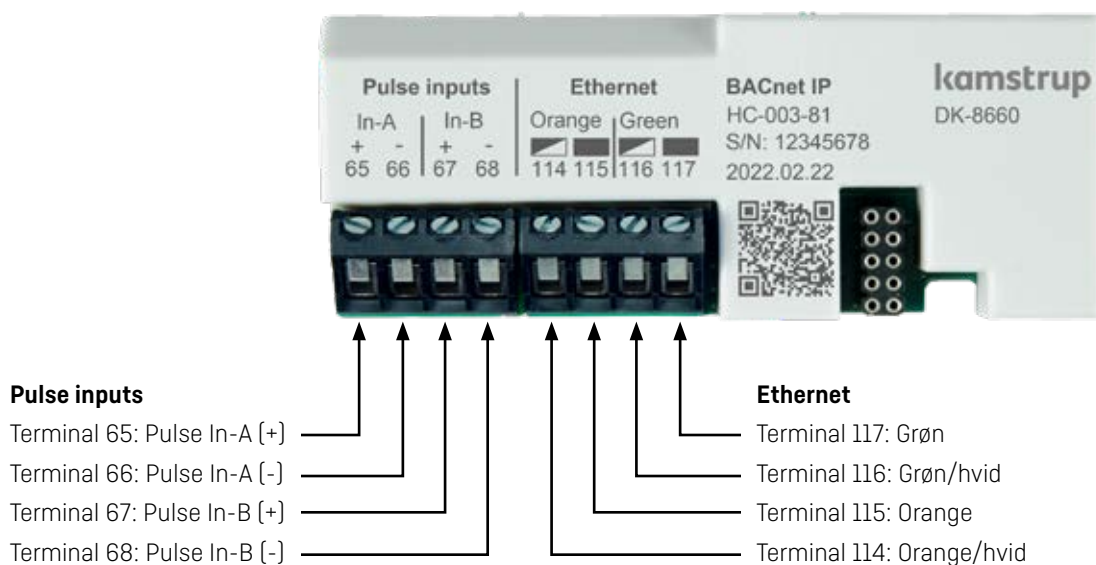 Pulse inputs
Ethernet
BACnet IP
kamstrup
In-A
In-B
Orange
Green
HC-003-81
DK-8660
+ - + -
S/N: 12345678
65 66 67 68
114 115 116 117
2022.02.22
Pulse inputs
Terminal 65: Pulse In-A (+)
Terminal 66: Pulse In-A (-)
Terminal 67: Pulse In-B (+)
Terminal 68: Pulse In-B (-)
Ethernet
Terminal 117: Grøn
Terminal 116: Grøn/hvid
Terminal 115: Orange
Terminal 114: Orange/hvid